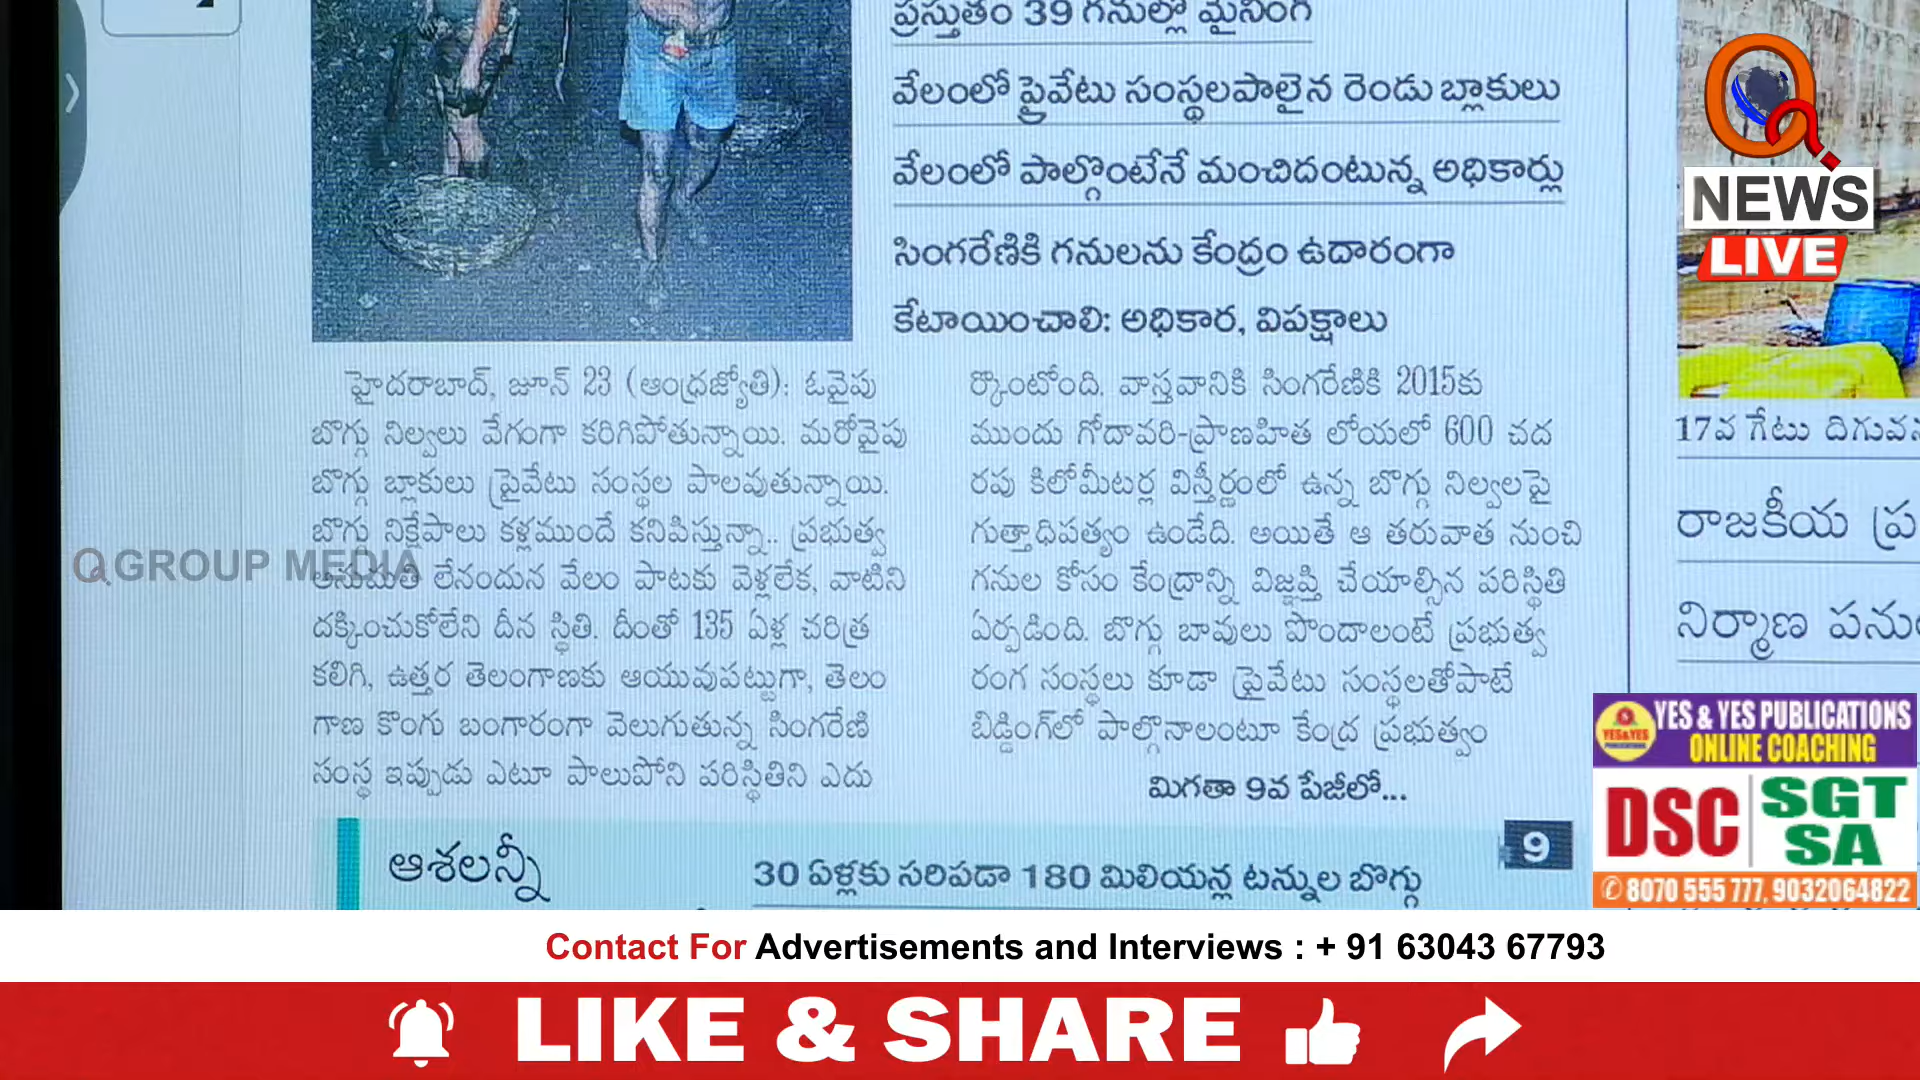 ప్రస్తుతం 39 గనుల్లో మైనింగ్
వేలంలో ప్రైవేటు సంస్థలపాలైన రెండు బ్లాకులు
వేలంలో పాల్గొంటేనే మంచిదంటున్న అధికార్లు
సింగరేణికి గనులను కేంద్రం ఉదారంగా
కేటాయించాలి: అధికార, విపక్షాలు
హైదరాబాద్, జూన్ 23 (ఆంధ్రజ్యోతి): ఓవైపు
బొగ్గు నిల్వలు వేగంగా కరిగిపోతున్నాయి. మరోవైపు
బొగ్గు బ్లాకులు ప్రైవేటు సంస్థల పాలవుతున్నాయి.
బొగ్గు నిక్షేపాలు కళ్లముందే కనిపిస్తున్నా.. ప్రభుత్వ
అనుమతి లేనందున వేలం పాటకు వెళ్లలేక, వాటిని
దక్కించుకోలేని దీన స్థితి. దీంతో 135 ఏళ్ల చరిత్ర
కలిగి, ఉత్తర తెలంగాణకు ఆయువుపట్టుగా, తెలం
గాణ కొంగు బంగారంగా వెలుగుతున్న సింగరేణి
సంస్థ ఇప్పుడు ఎటూ పాలుపోని పరిస్థితిని ఎదు
ర్కొంటోంది. వాస్తవానికి సింగరేణికి 2015కు
ముందు గోదావరి-ప్రాణహిత లోయలో 600 చద
రపు కిలోమీటర్ల విస్తీర్ణంలో ఉన్న బొగ్గు నిల్వలపై
గుత్తాధిపత్యం ఉండేది. అయితే ఆ తరువాత నుంచి
గనుల కోసం కేంద్రాన్ని విజ్ఞప్తి చేయాల్సిన పరిస్థితి
ఏర్పడింది. బొగ్గు బావులు పొందాలంటే ప్రభుత్వ
రంగ సంస్థలు కూడా ప్రైవేటు సంస్థలతోపాటే
బిడ్డింగ్‌లో పాల్గొనాలంటూ కేంద్ర ప్రభుత్వం
మిగతా 9వ పేజీలో...
ఆశలన్నీ
30 ఏళ్లకు సరిపడా 180 మిలియన్ల టన్నుల బొగ్గు
9
17వ గేటు దిగువ
రాజకీయ
నిర్మాణ
Q GROUP MEDIA
Q
NEWS
LIVE
YES & YES PUBLICATIONS
ONLINE COACHING
YES&YES
DSC
SGT
SA
8070 555 777, 9032064822
Contact For Advertisements and Interviews : + 91 63043 67793
LIKE & SHARE